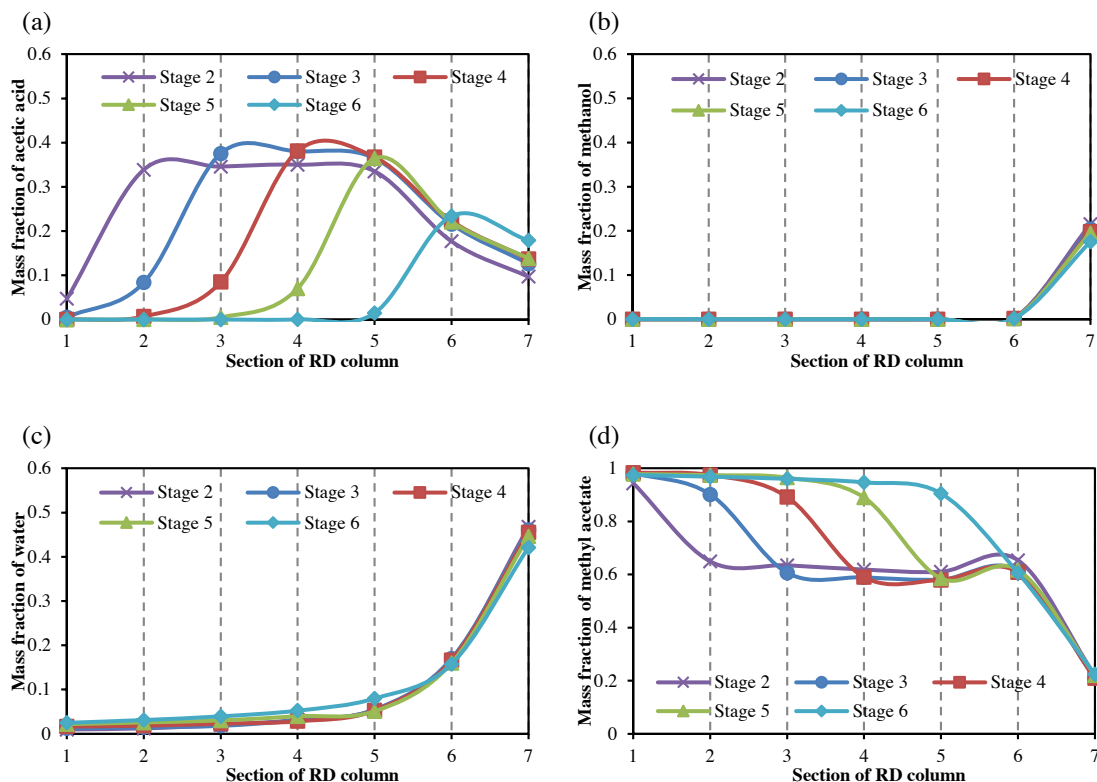 (a)
Mass fraction of acetic acid
0.6
0.5
0.4
0.3
0.2
0.1
0
Stage 2 Stage 3 Stage 4
Stage 5 Stage 6
1 2 3 4 5 6 7
Section of RD column
(b)
Mass fraction of methanol
0.6
0.5
0.4
0.3
0.2
0.1
0
Stage 2 Stage 3 Stage 4
Stage 5 Stage 6
1 2 3 4 5 6 7
Section of RD column
(c)
Mass fraction of water
0.6
0.5
0.4
0.3
0.2
0.1
0
Stage 2 Stage 3 Stage 4
Stage 5 Stage 6
1 2 3 4 5 6 7
Section of RD column
(d)
Mass fraction of methyl acetate
1
0.8
0.6
0.4
0.2
0
Stage 2 Stage 3 Stage 4
Stage 5 Stage 6
1 2 3 4 5 6 7
Section of RD column